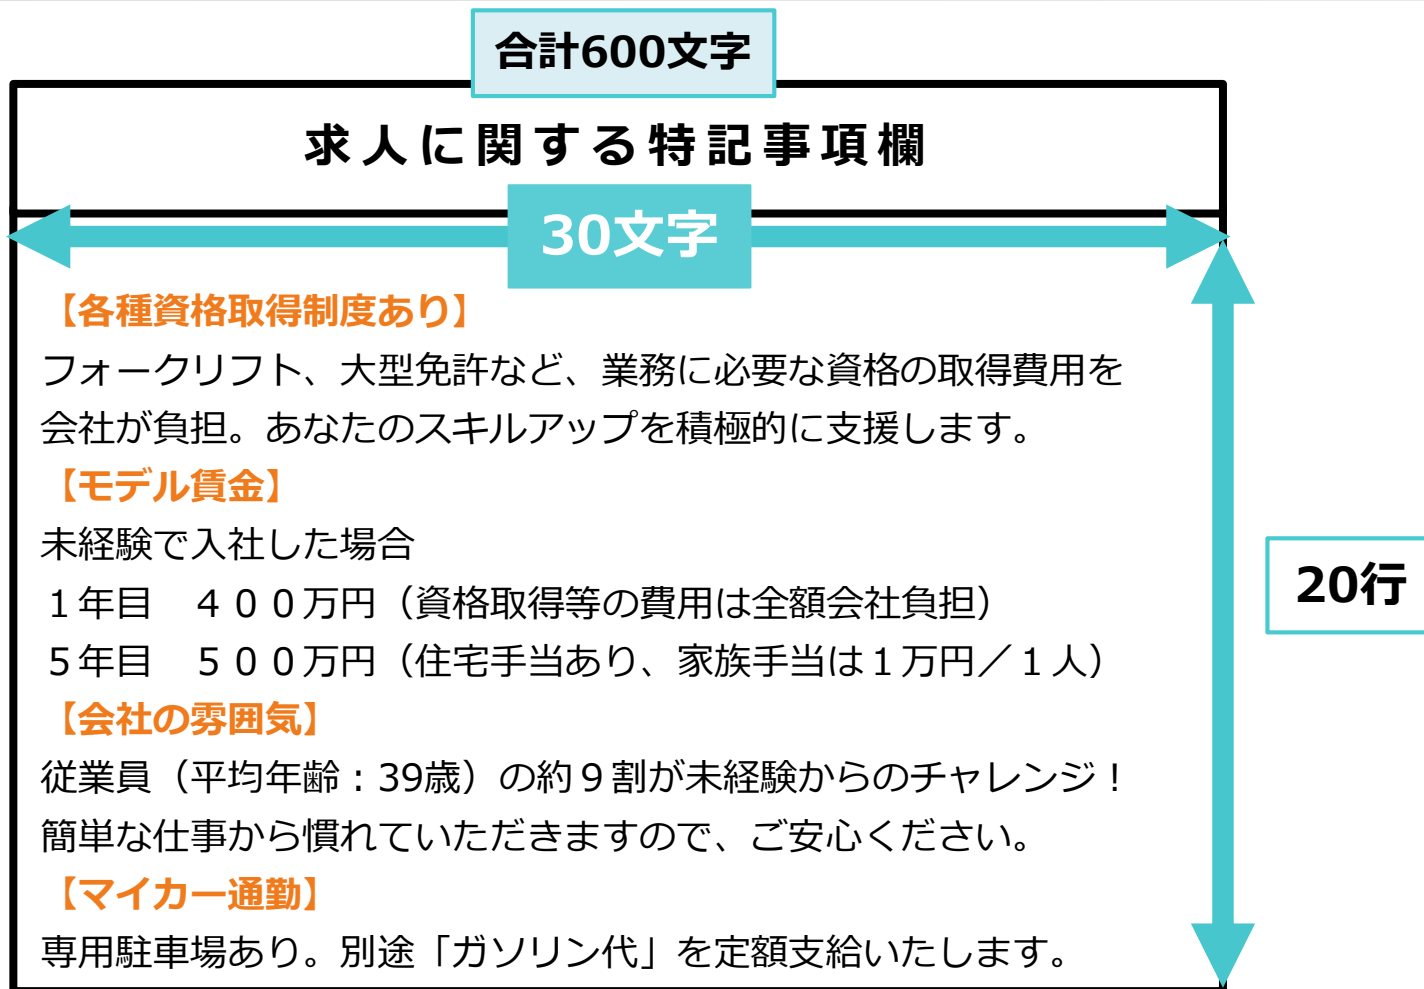 合計600文字
求人に関する特記事項欄
30文字
【各種資格取得制度あり】
フォークリフト、大型免許など、業務に必要な資格の取得費用を
会社が負担。あなたのスキルアップを積極的に支援します。
【モデル賃金】
未経験で入社した場合
１年目　４００万円（資格取得等の費用は全額会社負担）
５年目　５００万円（住宅手当あり、家族手当は１万円／１人）
【会社の雰囲気】
従業員（平均年齢：39歳）の約９割が未経験からのチャレンジ！
簡単な仕事から慣れていただきますので、ご安心ください。
【マイカー通勤】
専用駐車場あり。別途「ガソリン代」を定額支給いたします。
20行